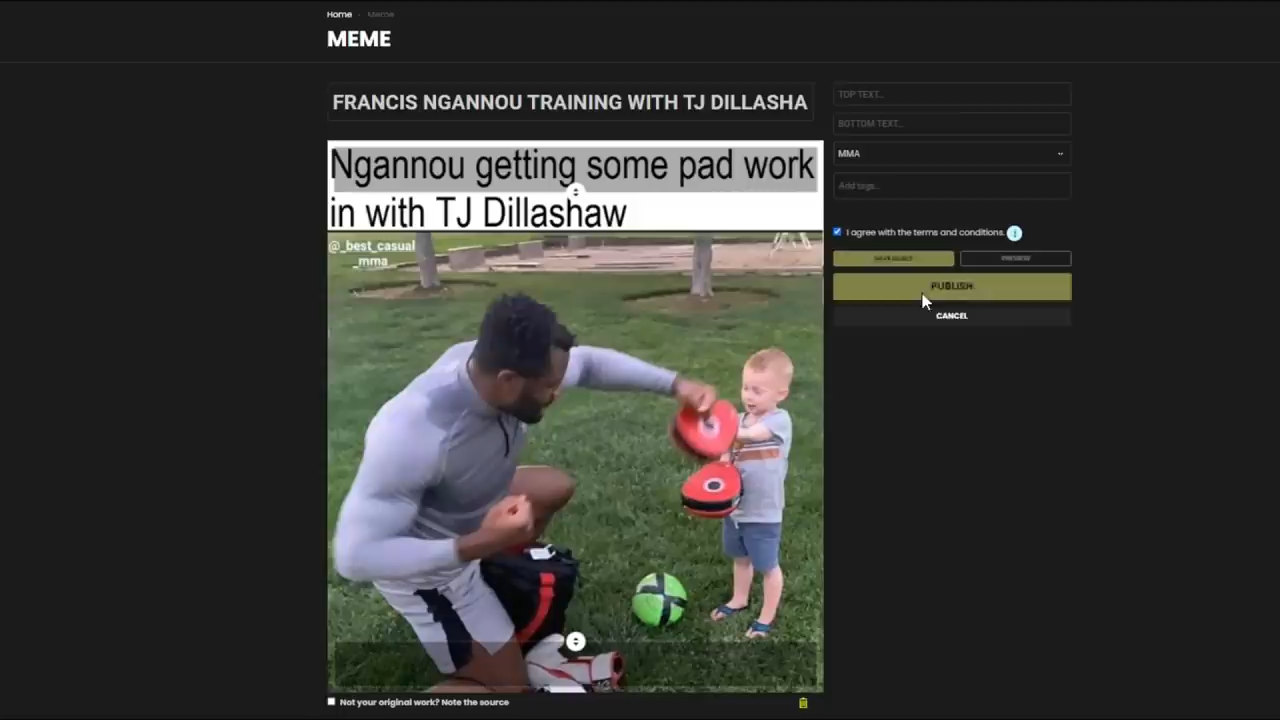 Home - Meme
MEME
FRANCIS NGANNOU TRAINING WITH TJ DILLASHA
TOP TEXT...
BOTTOM TEXT...
MMA
Add tags...
Ngannou getting some pad work
in with TJ Dillashaw
@_best_casual
_mma
I agree with the terms and conditions.
PREVIEW
PUBLISH
CANCEL
Not your original work? Note the source